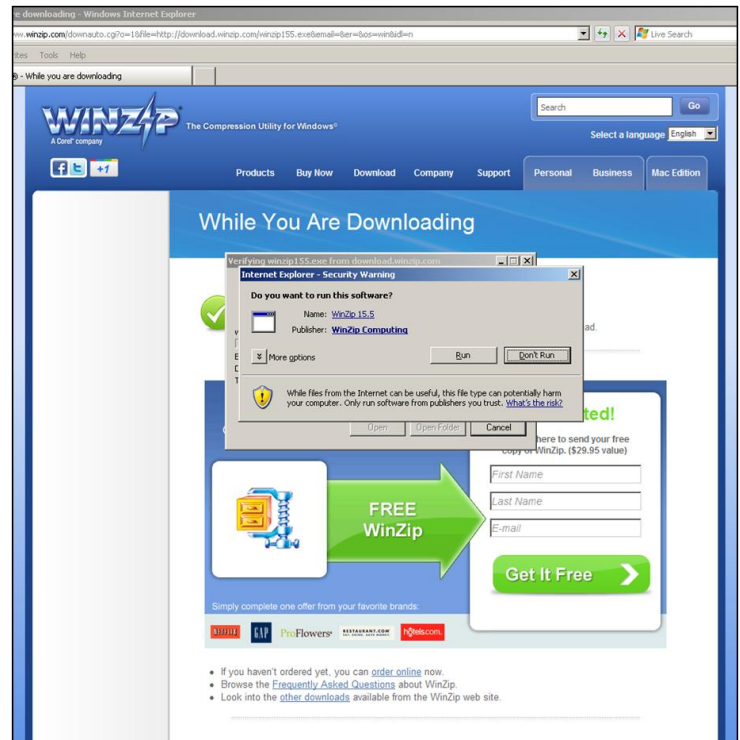 e downloading - Windows Internet Explorer
ww.winzip.com/downauto.cgi?o=1&file=http://download.winzip.com/winzip155.exe&email=&er=&os=win&idl=n
Live Search
ites Tools Help
- While you are downloading
WINZIP
The Compression Utility for Windows®
A Corel® company
Search
Go
Select a language English
+1
Products Buy Now Download Company Support Personal Business Mac Edition
While You Are Downloading
Verifying winzip155.exe from download.winzip.com
Internet Explorer - Security Warning
Do you want to run this software?
Name: WinZip 15.5
Publisher: WinZip Computing
ad.
More options
Run
Don't Run
While files from the Internet can be useful, this file type can potentially harm
your computer. Only run software from publishers you trust. What's the risk?
ted!
Open
Open Folder
Cancel
here to send your free
copy of WinZip. ($29.95 value)
First Name
Last Name
E-mail
FREE
WinZip
Get It Free
Simply complete one offer from your favorite brands:
NETFLIX
GAP
ProFlowers®
RESTAURANT.COM
hotels.com
If you haven't ordered yet, you can order online now.
Browse the Frequently Asked Questions about WinZip.
Look into the other downloads available from the WinZip web site.